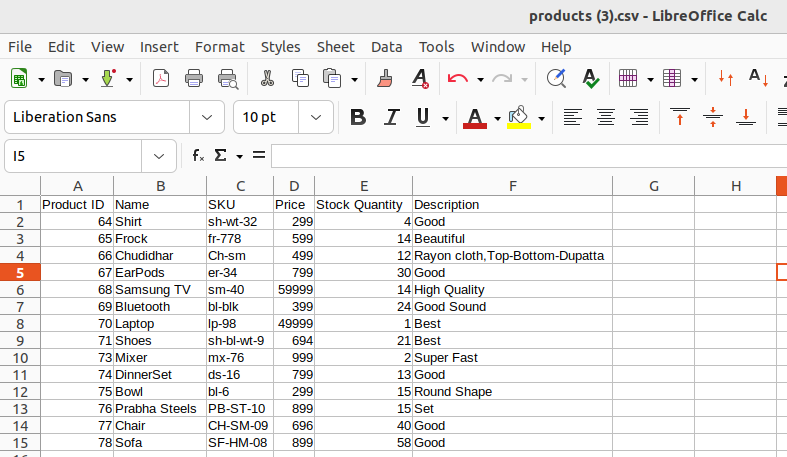 products (3).csv - LibreOffice Calc
File Edit View Insert Format Styles Sheet Data Tools Window Help
Liberation Sans 10 pt B I U A
I5 fx Σ =
A B C D E F G H
1 Product ID Name SKU Price Stock Quantity Description
2 64 Shirt sh-wt-32 299 4 Good
3 65 Frock fr-778 599 14 Beautiful
4 66 Chudidhar Ch-sm 499 12 Rayon cloth,Top-Bottom-Dupatta
5 67 EarPods er-34 799 30 Good
6 68 Samsung TV sm-40 59999 14 High Quality
7 69 Bluetooth bl-blk 399 24 Good Sound
8 70 Laptop lp-98 49999 1 Best
9 71 Shoes sh-bl-wt-9 694 21 Best
10 73 Mixer mx-76 999 2 Super Fast
11 74 DinnerSet ds-16 799 13 Good
12 75 Bowl bl-6 299 15 Round Shape
13 76 Prabha Steels PB-ST-10 899 15 Set
14 77 Chair CH-SM-09 696 40 Good
15 78 Sofa SF-HM-08 899 58 Good